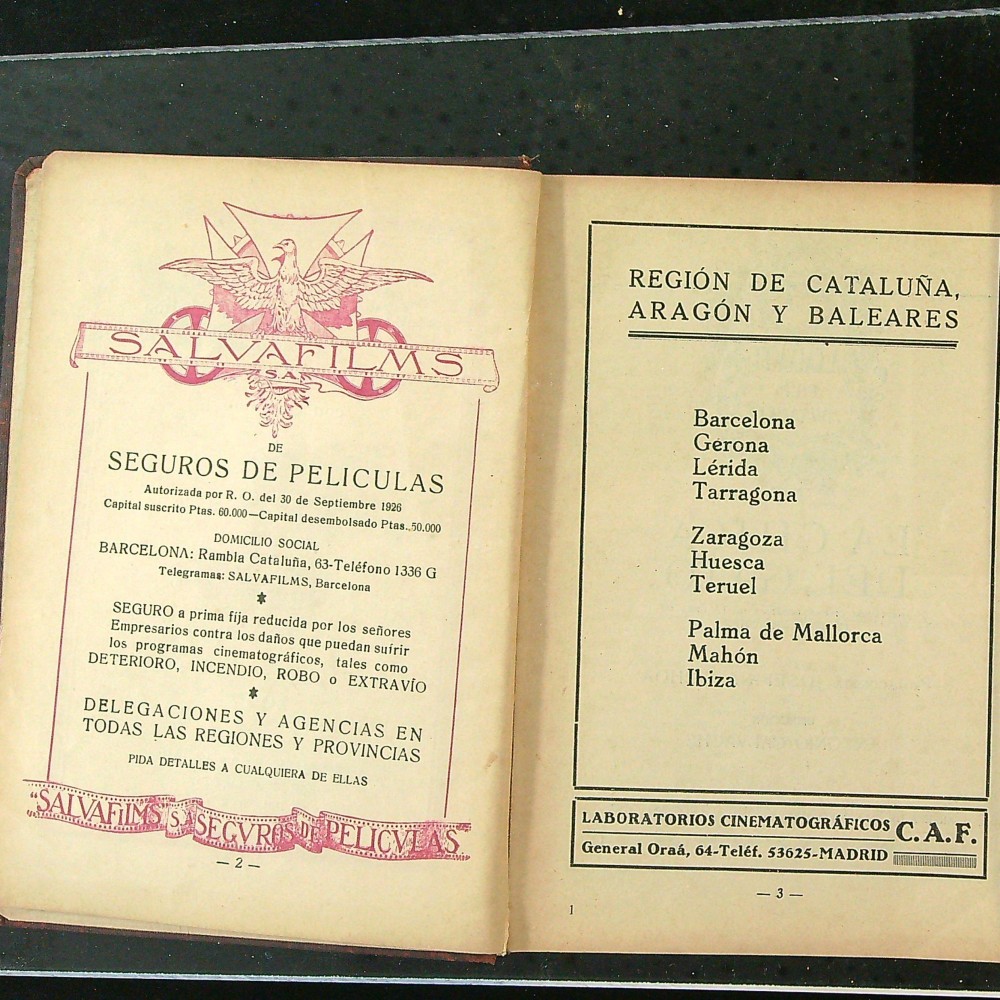 SALVAFILMS
S.A.
DE
SEGUROS DE PELICULAS
Autorizada por R. O. del 30 de Septiembre 1926
Capital suscrito Ptas. 60.000—Capital desembolsado Ptas. 50.000
DOMICILIO SOCIAL
BARCELONA: Rambla Cataluña, 63-Teléfono 1336 G
Telegramas: SALVAFILMS, Barcelona
*
SEGURO a prima fija reducida por los señores
Empresarios contra los daños que puedan sufrir
los programas cinematográficos, tales como
DETERIORO, INCENDIO, ROBO o EXTRAVÍO
*
DELEGACIONES Y AGENCIAS EN
TODAS LAS REGIONES Y PROVINCIAS
PIDA DETALLES A CUALQUIERA DE ELLAS
"SALVAFILMS" S.A. SEGVROS DE PELICVLAS
— 2 —
REGIÓN DE CATALUÑA,
ARAGÓN Y BALEARES
Barcelona
Gerona
Lérida
Tarragona
Zaragoza
Huesca
Teruel
Palma de Mallorca
Mahón
Ibiza
LABORATORIOS CINEMATOGRÁFICOS C.A.F.
General Oraá, 64-Teléf. 53625-MADRID
— 3 —
1